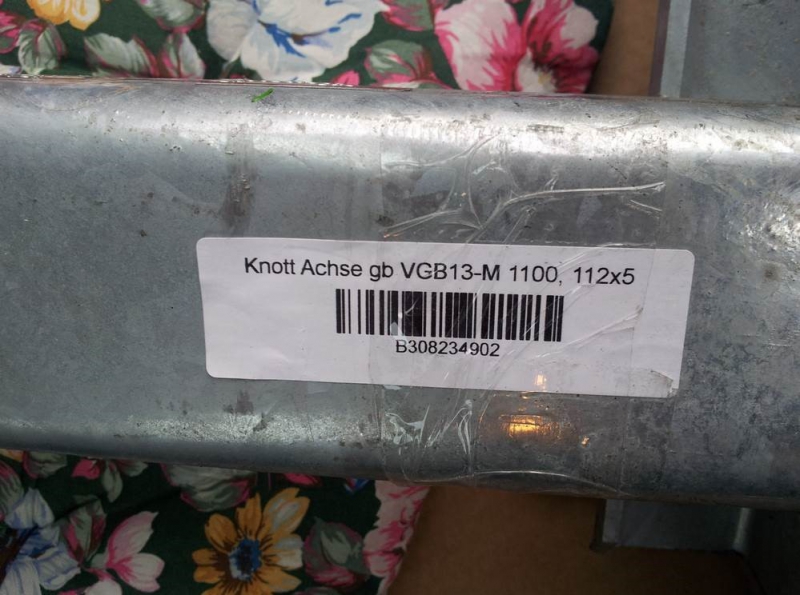 Knott Achse gb VGB13-M 1100, 112x5
B308234902